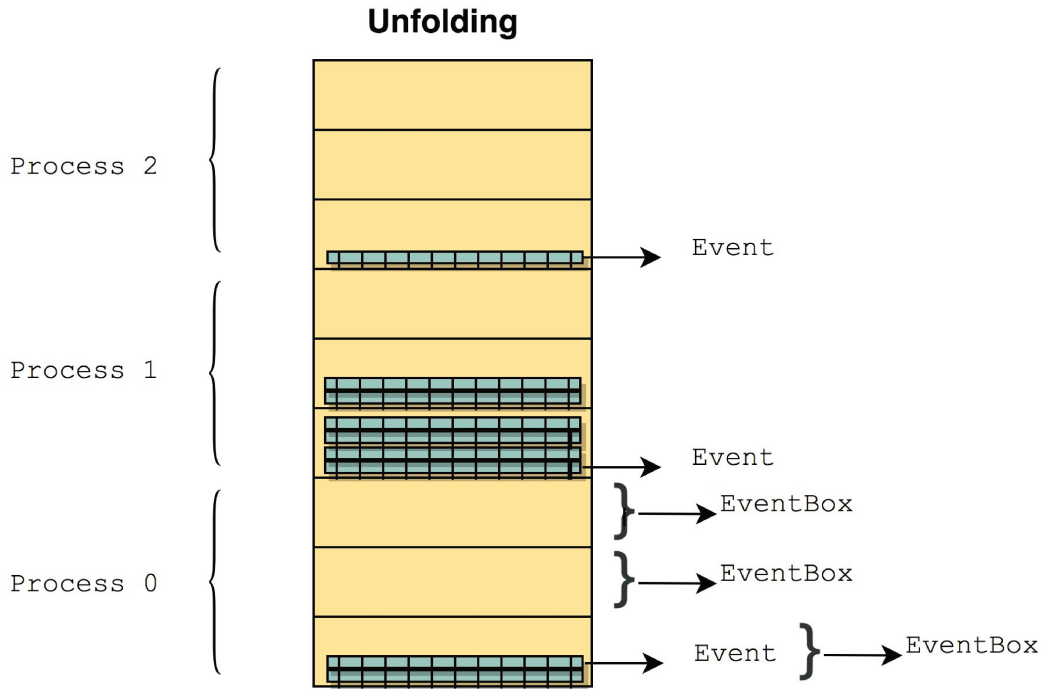 Unfolding
Process 2
Event
Process 1
Event
EventBox
Process 0
EventBox
Event
EventBox